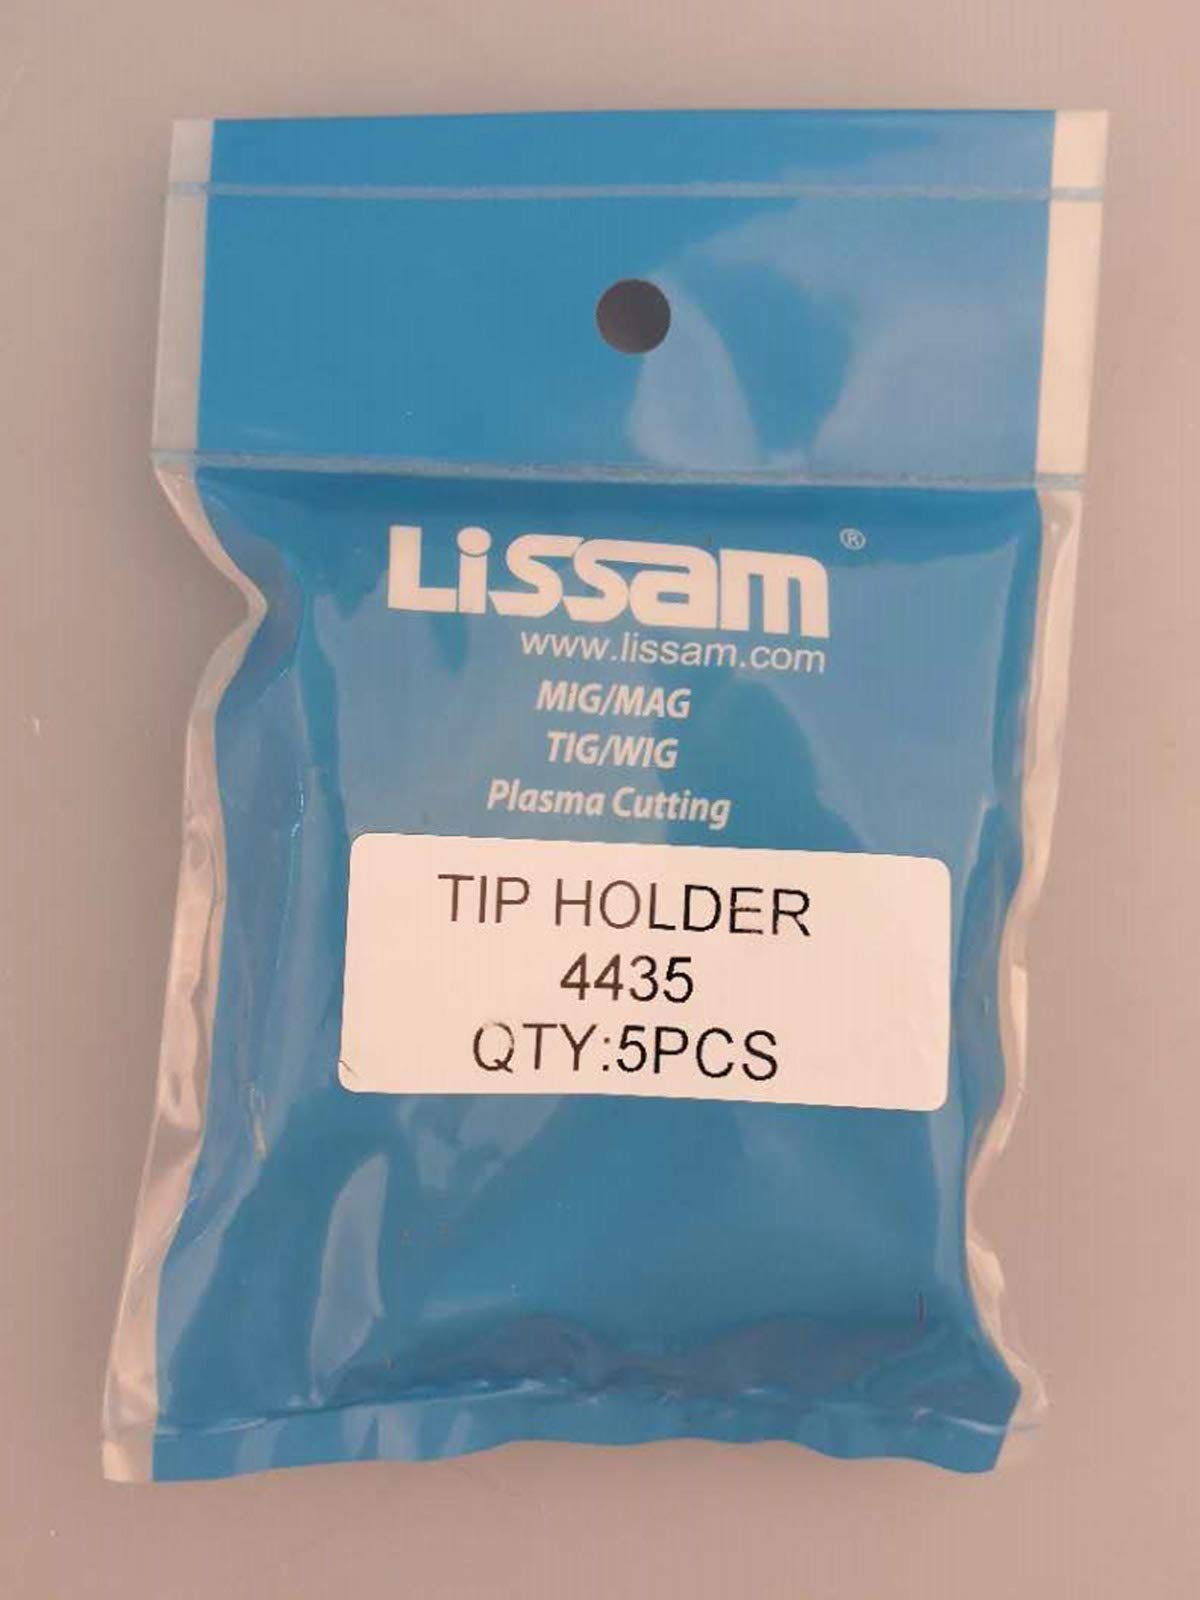 Lissam ®
www.lissam.com
MIG/MAG
TIG/WIG
Plasma Cutting
TIP HOLDER
4435
QTY:5PCS